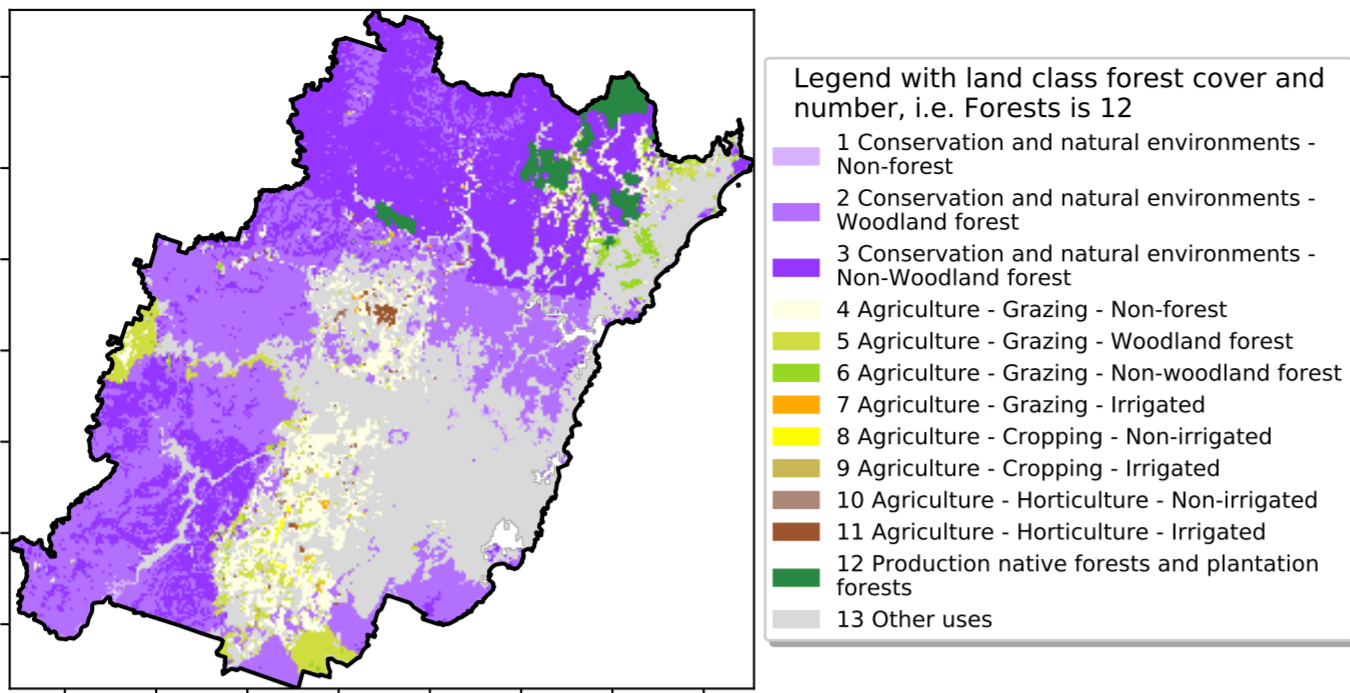 Legend with land class forest cover and
number, i.e. Forests is 12
1 Conservation and natural environments -
Non-forest
2 Conservation and natural environments -
Woodland forest
3 Conservation and natural environments -
Non-Woodland forest
4 Agriculture - Grazing - Non-forest
5 Agriculture - Grazing - Woodland forest
6 Agriculture - Grazing - Non-woodland forest
7 Agriculture - Grazing - Irrigated
8 Agriculture - Cropping - Non-irrigated
9 Agriculture - Cropping - Irrigated
10 Agriculture - Horticulture - Non-irrigated
11 Agriculture - Horticulture - Irrigated
12 Production native forests and plantation
forests
13 Other uses